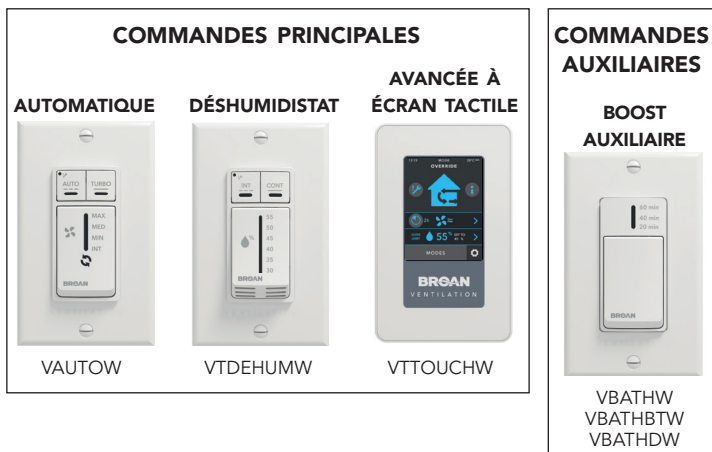 COMMANDES PRINCIPALES
AUTOMATIQUE
AUTO TURBO
MAX
MED
MIN
INT
BROAN
VAUTOW
DÉSHUMIDISTAT
INT CONT
55
50
45
40
35
30
%
BROAN
VTDEHUMW
AVANCÉE À
ÉCRAN TACTILE
OVERRIDE
55
MODES
BROAN
VENTILATION
VTTOUCHW
COMMANDES
AUXILIAIRES
BOOST
AUXILIAIRE
60 min
40 min
20 min
BROAN
VBATHW
VBATHBTW
VBATHDW